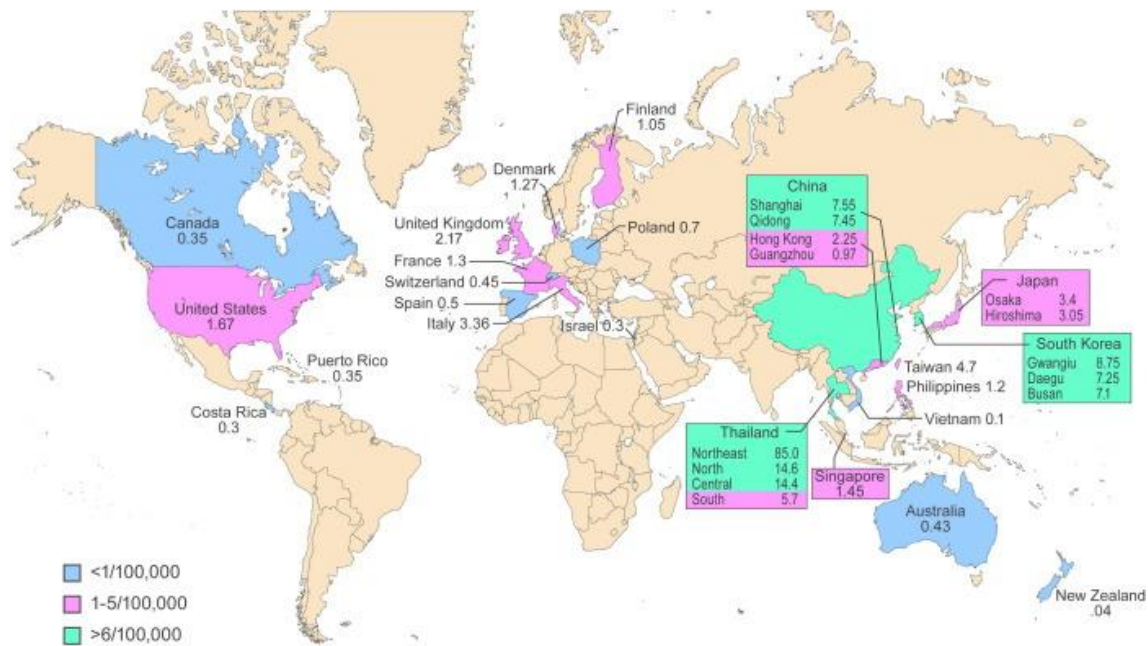 Finland
1.05
Denmark
1.27
United Kingdom
2.17
France 1.3
Switzerland 0.45
Spain 0.5
Italy 3.36
Poland 0.7
Israel 0.3
Canada
0.35
United States
1.67
Puerto Rico
0.35
Costa Rica
0.3
China
Shanghai 7.55
Qidong 7.45
Hong Kong 2.25
Guangzhou 0.97
Japan
Osaka 3.4
Hiroshima 3.05
South Korea
Gwangiu 8.75
Daegu 7.25
Busan 7.1
Taiwan 4.7
Philippines 1.2
Vietnam 0.1
Thailand
Northeast 85.0
North 14.6
Central 14.4
South 5.7
Singapore
1.45
Australia
0.43
New Zealand
.04
<1/100,000
1-5/100,000
>6/100,000